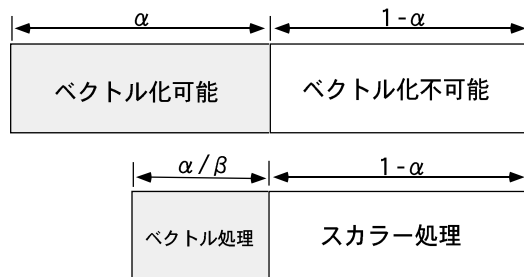 α 1-α
ベクトル化可能 ベクトル化不可能
α/β 1-α
ベクトル処理 スカラー処理